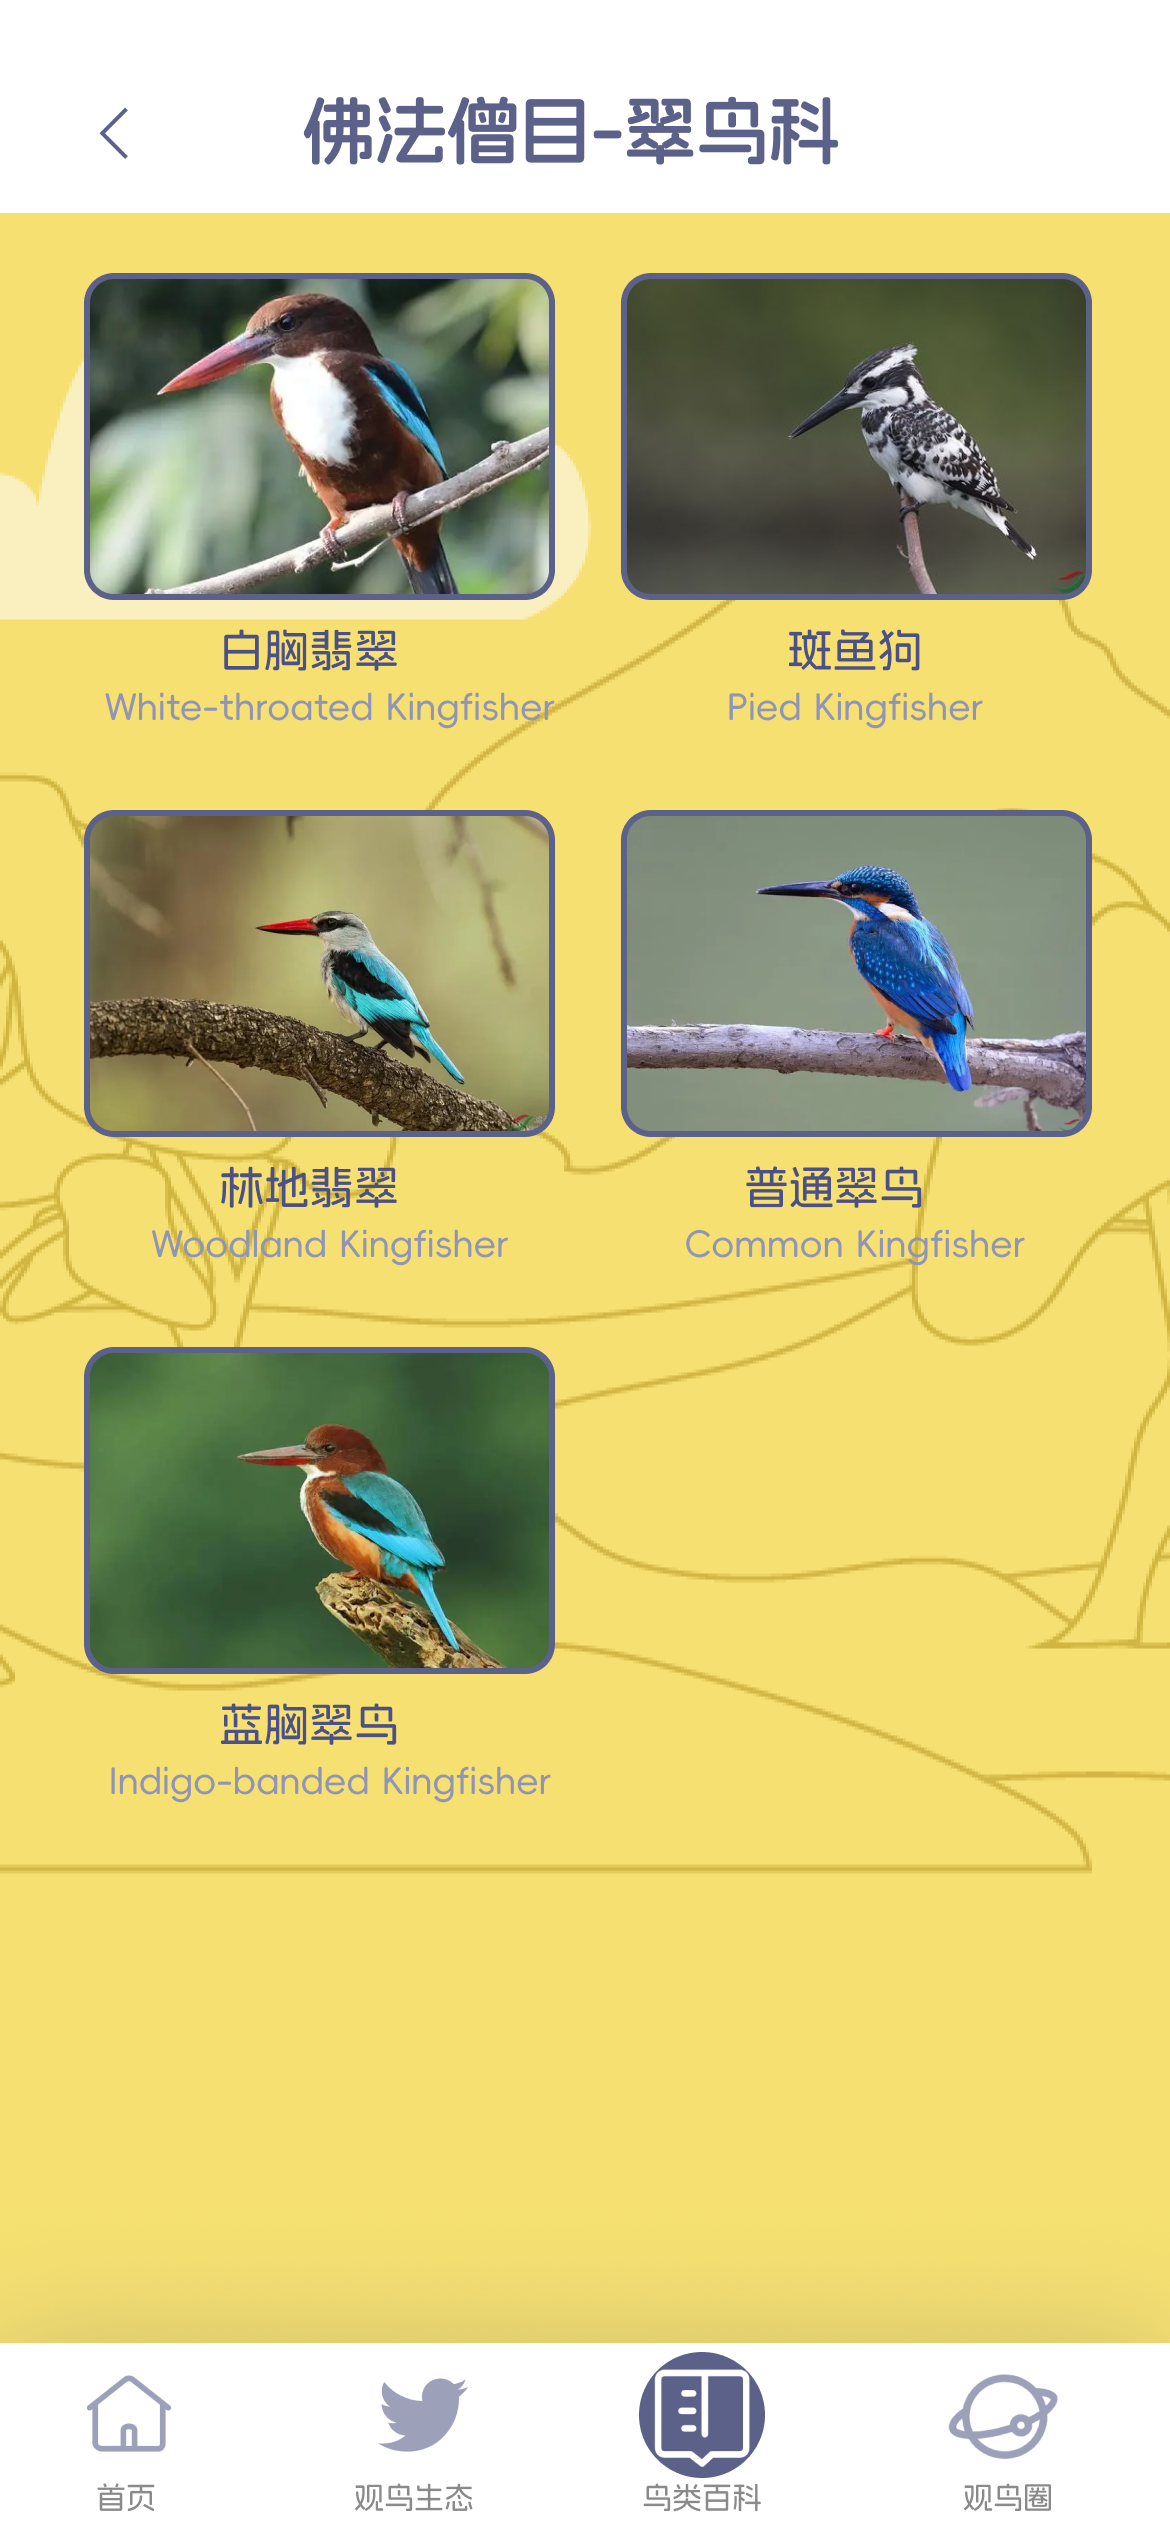 佛法僧目-翠鸟科
白胸翡翠
White-throated Kingfisher
斑鱼狗
Pied Kingfisher
林地翡翠
Woodland Kingfisher
普通翠鸟
Common Kingfisher
蓝胸翠鸟
Indigo-banded Kingfisher
首页
观鸟生态
鸟类百科
观鸟圈